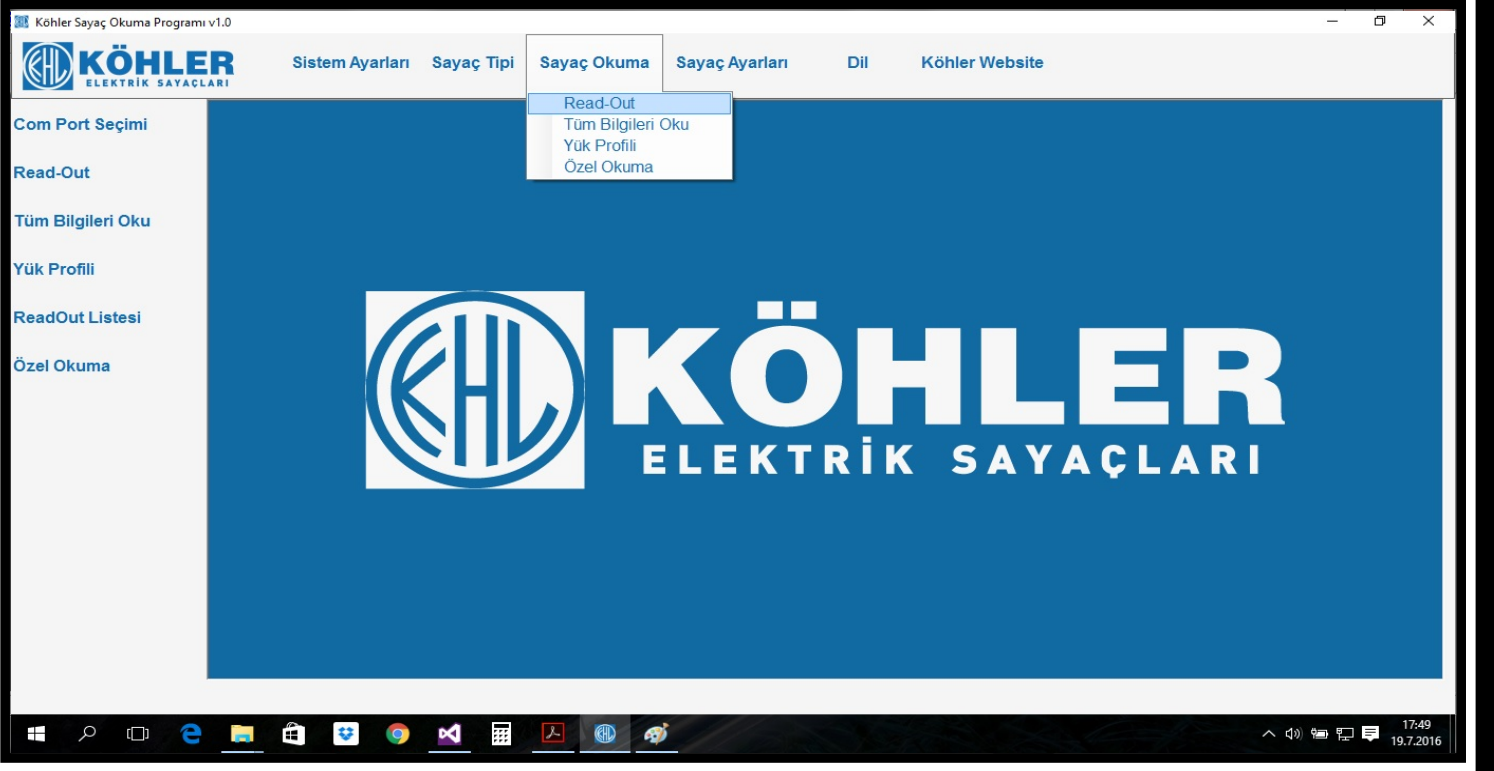 Köhler Sayaç Okuma Programı v1.0
KHL KÖHLER
ELEKTRİK SAYAÇLARI
Sistem Ayarları Sayaç Tipi Sayaç Okuma Sayaç Ayarları Dil Köhler Website
Read-Out
Tüm Bilgileri Oku
Yük Profili
Özel Okuma
Com Port Seçimi
Read-Out
Tüm Bilgileri Oku
Yük Profili
ReadOut Listesi
Özel Okuma
KHL KÖHLER
ELEKTRİK SAYAÇLARI
17:49
19.7.2016